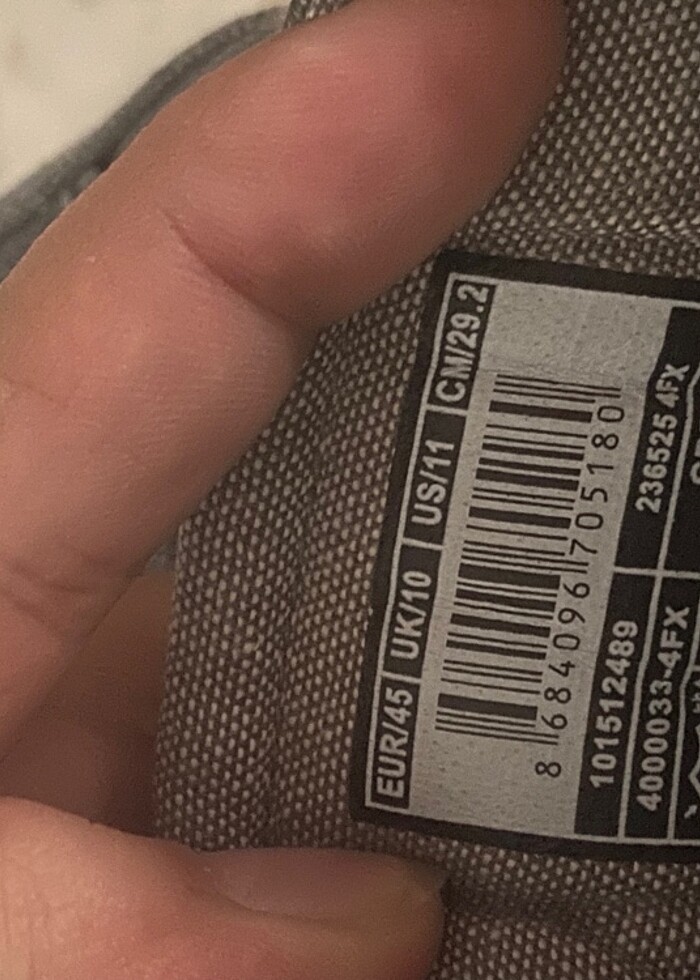 EUR/45 | UK/10 | US/11 | CM/29.2
8 684096 705180
101512489
236525 4FX
4000033-4FX